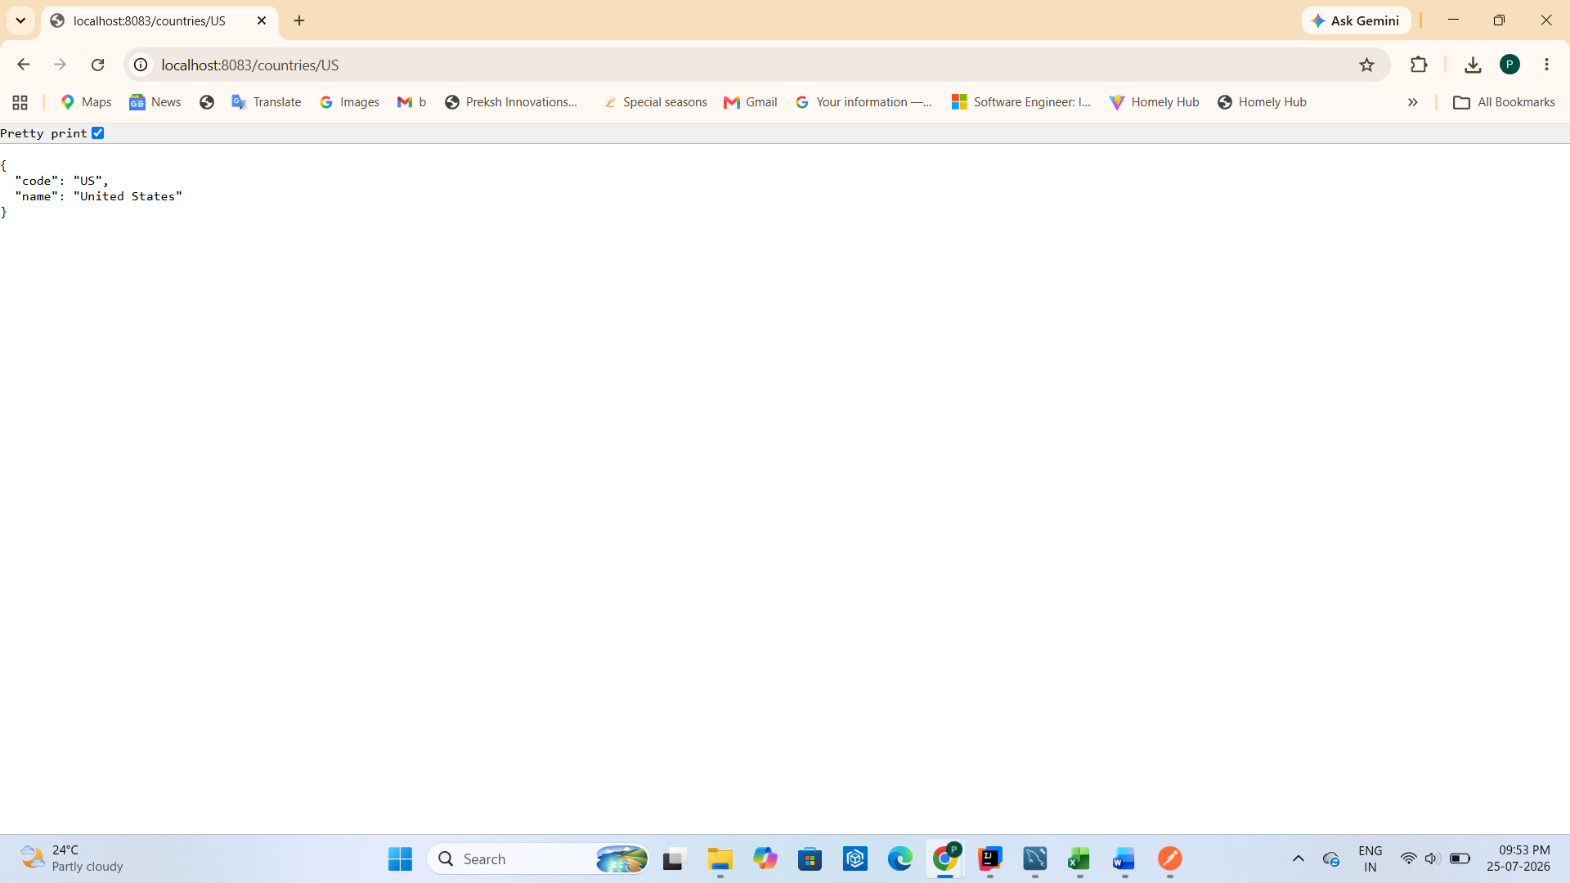 localhost:8083/countries/US
Ask Gemini
localhost:8083/countries/US
P
Maps
News
Translate
Images
b
Preksh Innovations...
Special seasons
Gmail
Your information —...
Software Engineer: I...
Homely Hub
Homely Hub
All Bookmarks
Pretty print
{
"code": "US",
"name": "United States"
}
24°C
Partly cloudy
Search
P
ENG
IN
09:53 PM
25-07-2026